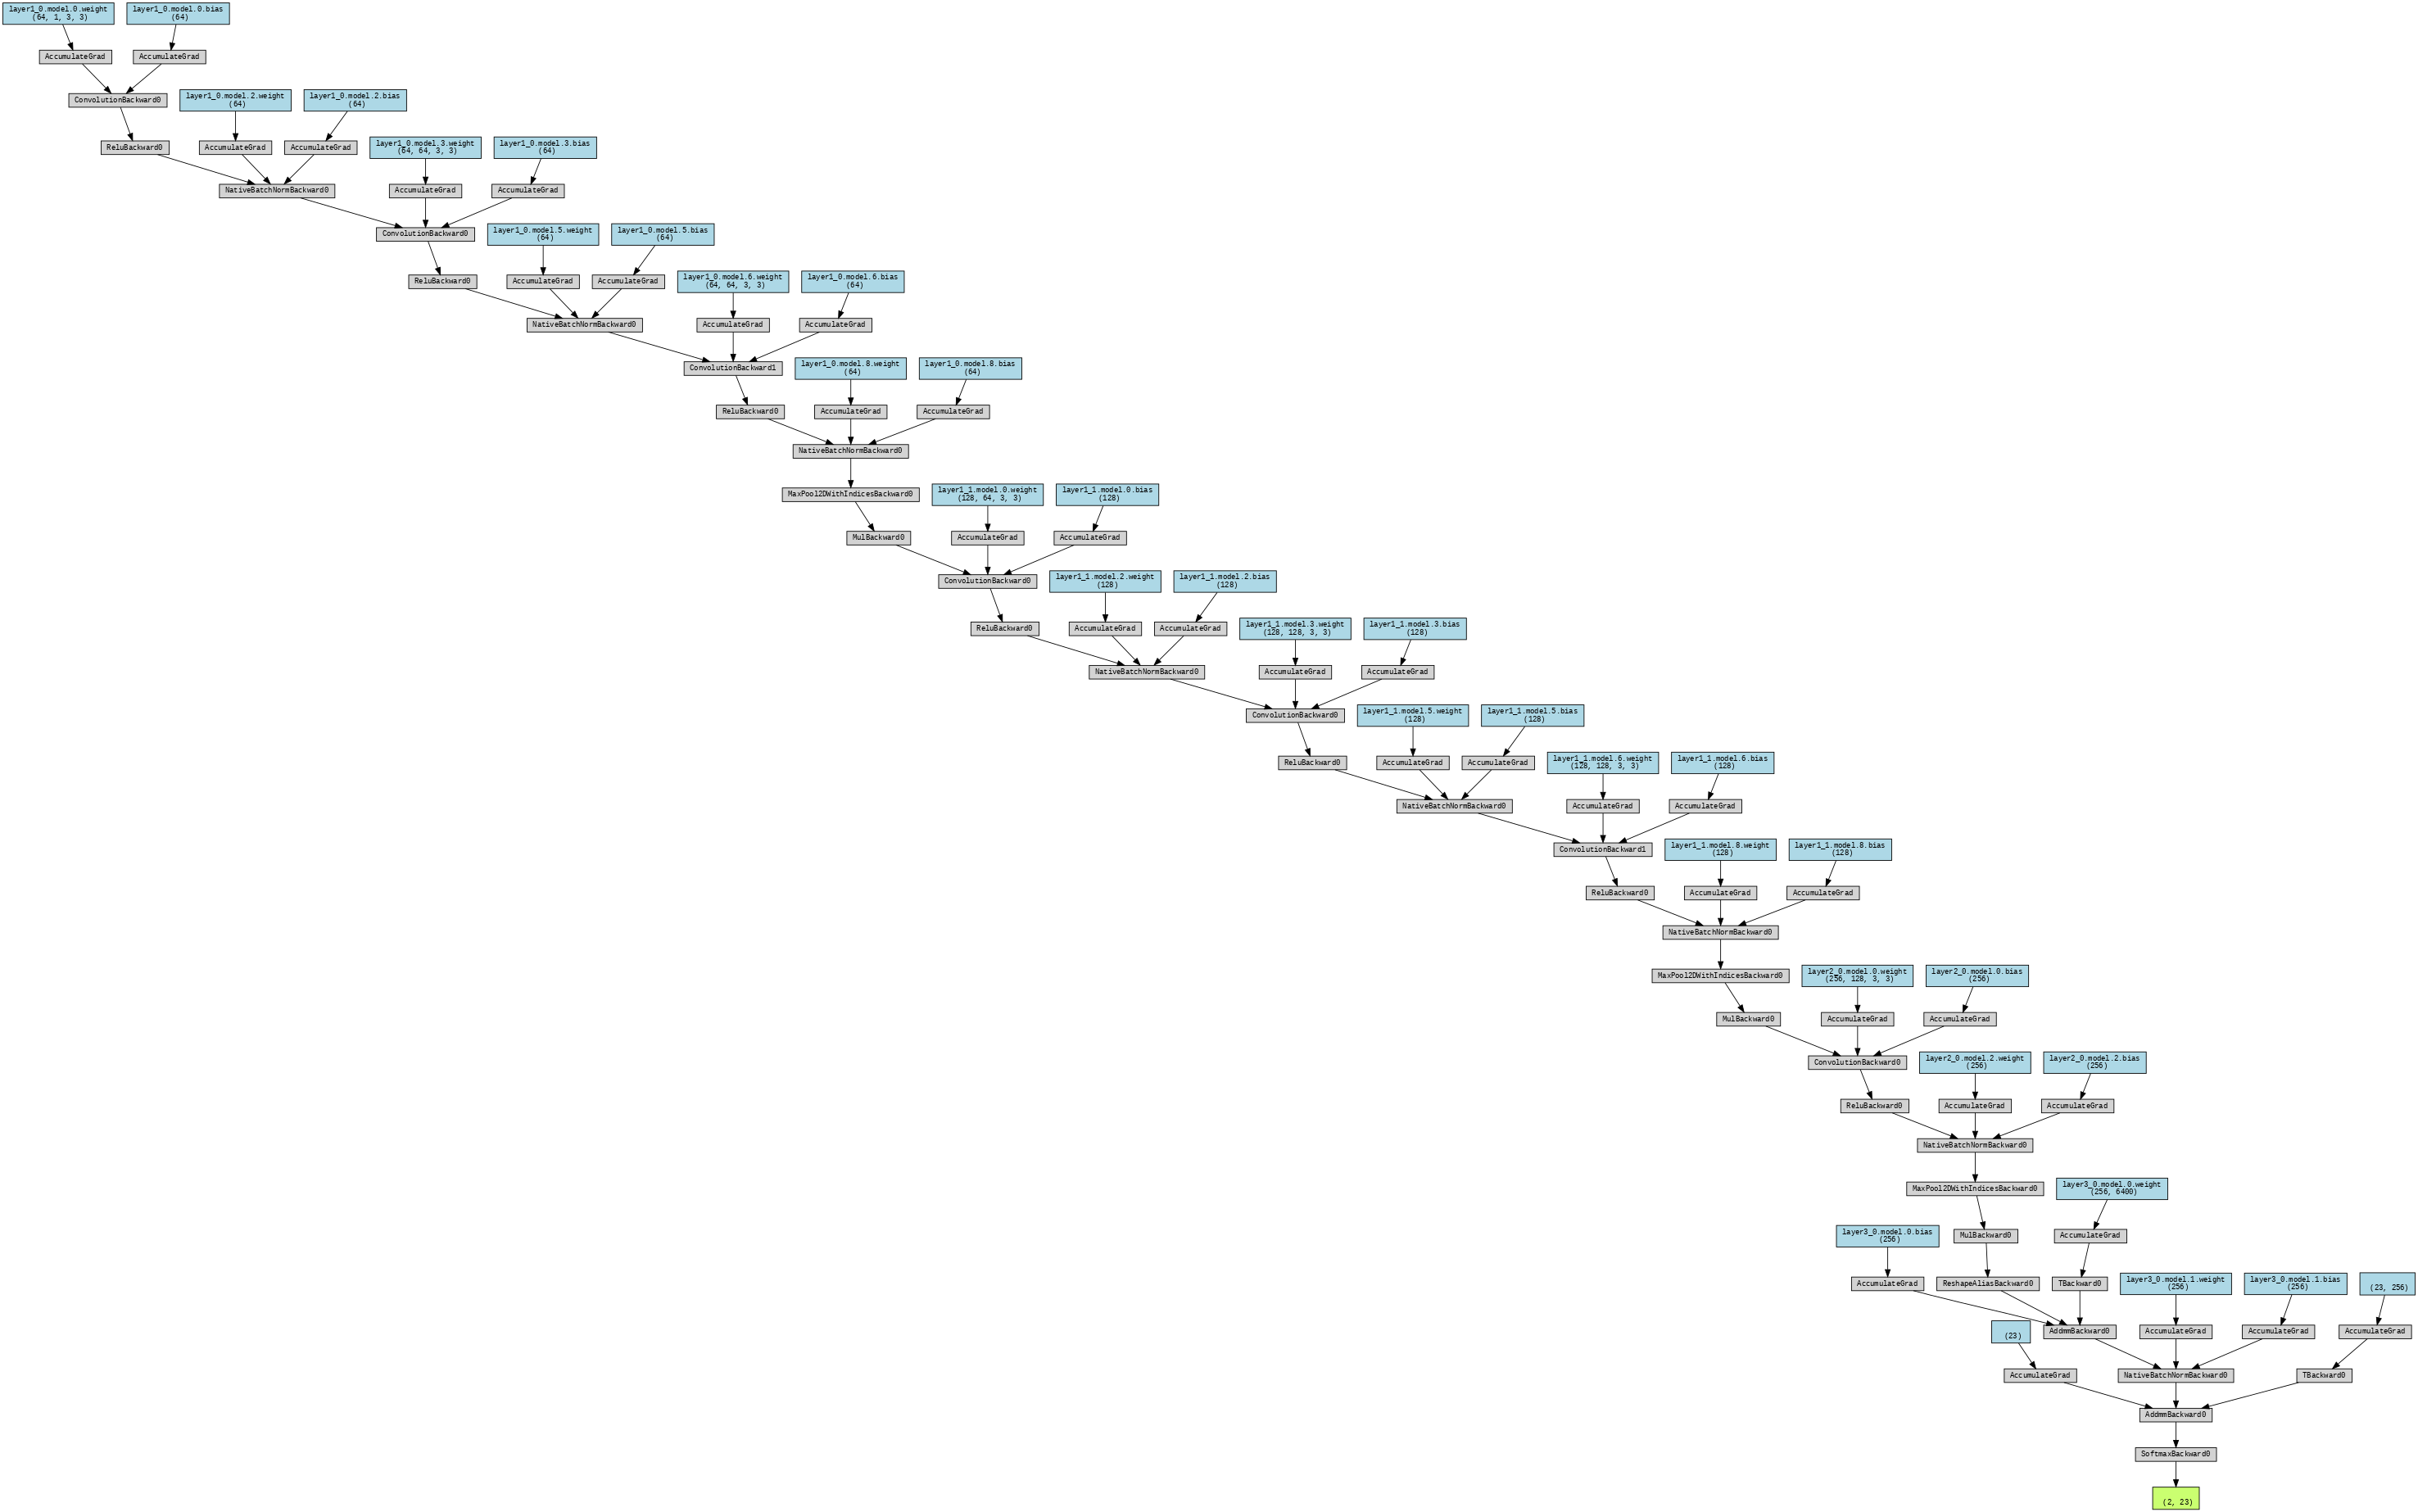 layer1_0.model.0.weight
(64, 1, 3, 3)
layer1_0.model.0.bias
(64)
AccumulateGrad
AccumulateGrad
ConvolutionBackward0
layer1_0.model.2.weight
(64)
layer1_0.model.2.bias
(64)
ReluBackward0
AccumulateGrad
AccumulateGrad
layer1_0.model.3.weight
(64, 64, 3, 3)
layer1_0.model.3.bias
(64)
NativeBatchNormBackward0
AccumulateGrad
AccumulateGrad
ConvolutionBackward0
layer1_0.model.5.weight
(64)
layer1_0.model.5.bias
(64)
ReluBackward0
AccumulateGrad
AccumulateGrad
layer1_0.model.6.weight
(64, 64, 3, 3)
layer1_0.model.6.bias
(64)
NativeBatchNormBackward0
AccumulateGrad
AccumulateGrad
ConvolutionBackward1
layer1_0.model.8.weight
(64)
layer1_0.model.8.bias
(64)
ReluBackward0
AccumulateGrad
AccumulateGrad
NativeBatchNormBackward0
MaxPool2DWithIndicesBackward0
layer1_1.model.0.weight
(128, 64, 3, 3)
layer1_1.model.0.bias
(128)
MulBackward0
AccumulateGrad
AccumulateGrad
ConvolutionBackward0
layer1_1.model.2.weight
(128)
layer1_1.model.2.bias
(128)
ReluBackward0
AccumulateGrad
AccumulateGrad
layer1_1.model.3.weight
(128, 128, 3, 3)
layer1_1.model.3.bias
(128)
NativeBatchNormBackward0
AccumulateGrad
AccumulateGrad
ConvolutionBackward0
layer1_1.model.5.weight
(128)
layer1_1.model.5.bias
(128)
ReluBackward0
AccumulateGrad
AccumulateGrad
layer1_1.model.6.weight
(128, 128, 3, 3)
layer1_1.model.6.bias
(128)
NativeBatchNormBackward0
AccumulateGrad
AccumulateGrad
ConvolutionBackward1
layer1_1.model.8.weight
(128)
layer1_1.model.8.bias
(128)
ReluBackward0
AccumulateGrad
AccumulateGrad
NativeBatchNormBackward0
MaxPool2DWithIndicesBackward0
layer2_0.model.0.weight
(256, 128, 3, 3)
layer2_0.model.0.bias
(256)
MulBackward0
AccumulateGrad
AccumulateGrad
ConvolutionBackward0
layer2_0.model.2.weight
(256)
layer2_0.model.2.bias
(256)
ReluBackward0
AccumulateGrad
AccumulateGrad
NativeBatchNormBackward0
MaxPool2DWithIndicesBackward0
layer3_0.model.0.weight
(256, 6400)
layer3_0.model.0.bias
(256)
MulBackward0
AccumulateGrad
AccumulateGrad
ReshapeAliasBackward0
TBackward0
layer3_0.model.1.weight
(256)
layer3_0.model.1.bias
(256)
(23, 256)
(23)
AddmmBackward0
AccumulateGrad
AccumulateGrad
AccumulateGrad
AccumulateGrad
NativeBatchNormBackward0
TBackward0
AddmmBackward0
SoftmaxBackward0
(2, 23)